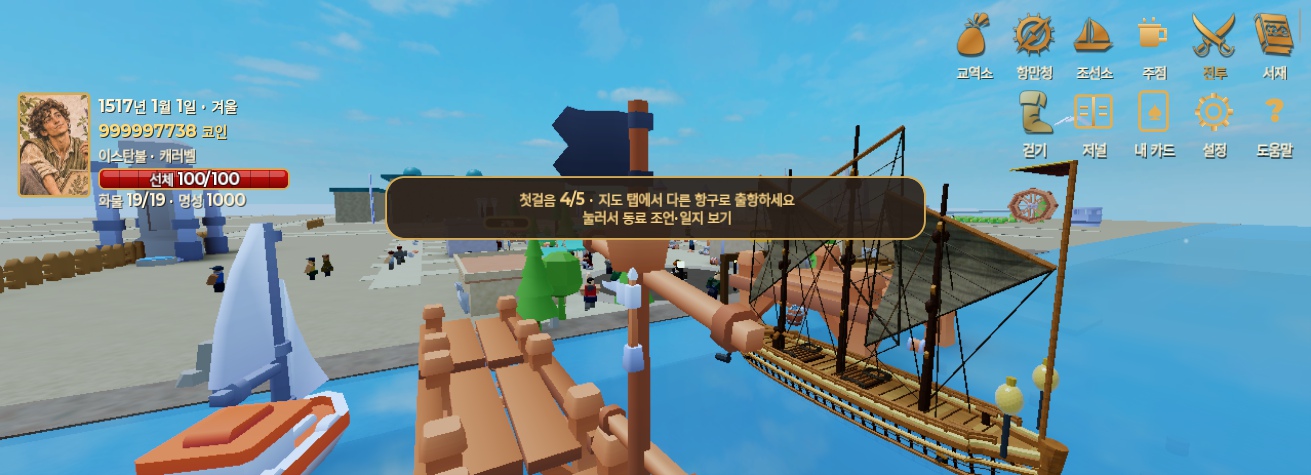 교역소
항만청
조선소
주점
전투
서재
걷기
저널
내 카드
설정
도움말
1517년 1월 1일 · 겨울
999997738 코인
이스탄불 · 캐러벨
선체 100/100
화물 19/19 · 명성 1000
첫걸음 4/5 · 지도 탭에서 다른 항구로 출항하세요
눌러서 동료 조언·일지 보기